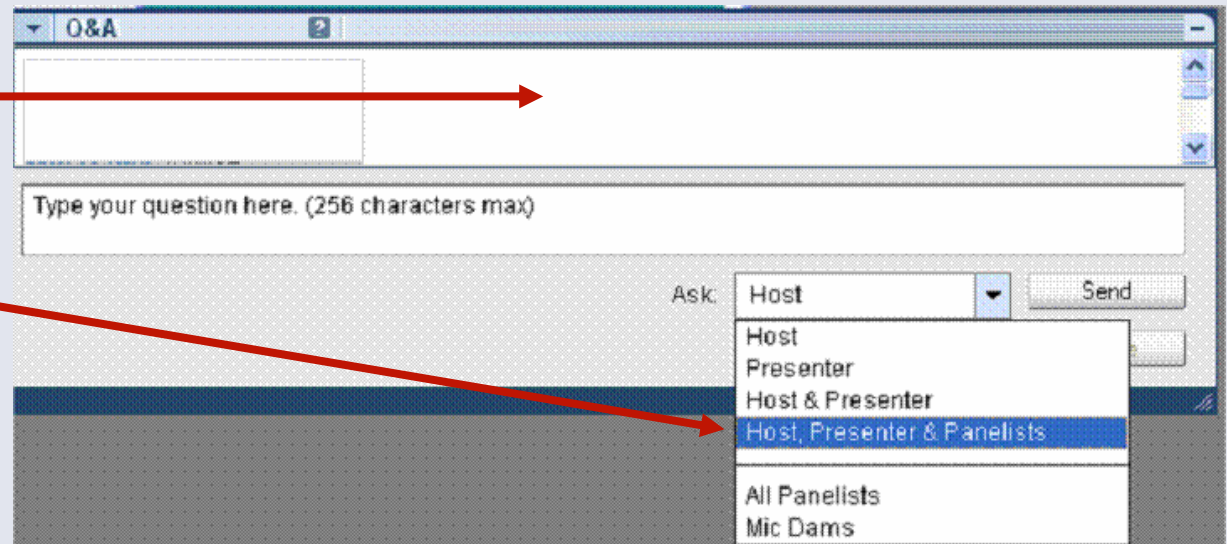 Q&A
Type your question here. (256 characters max)
Ask: Host Send
Host
Presenter
Host & Presenter
Host, Presenter & Panelists
All Panelists
Mic Dams